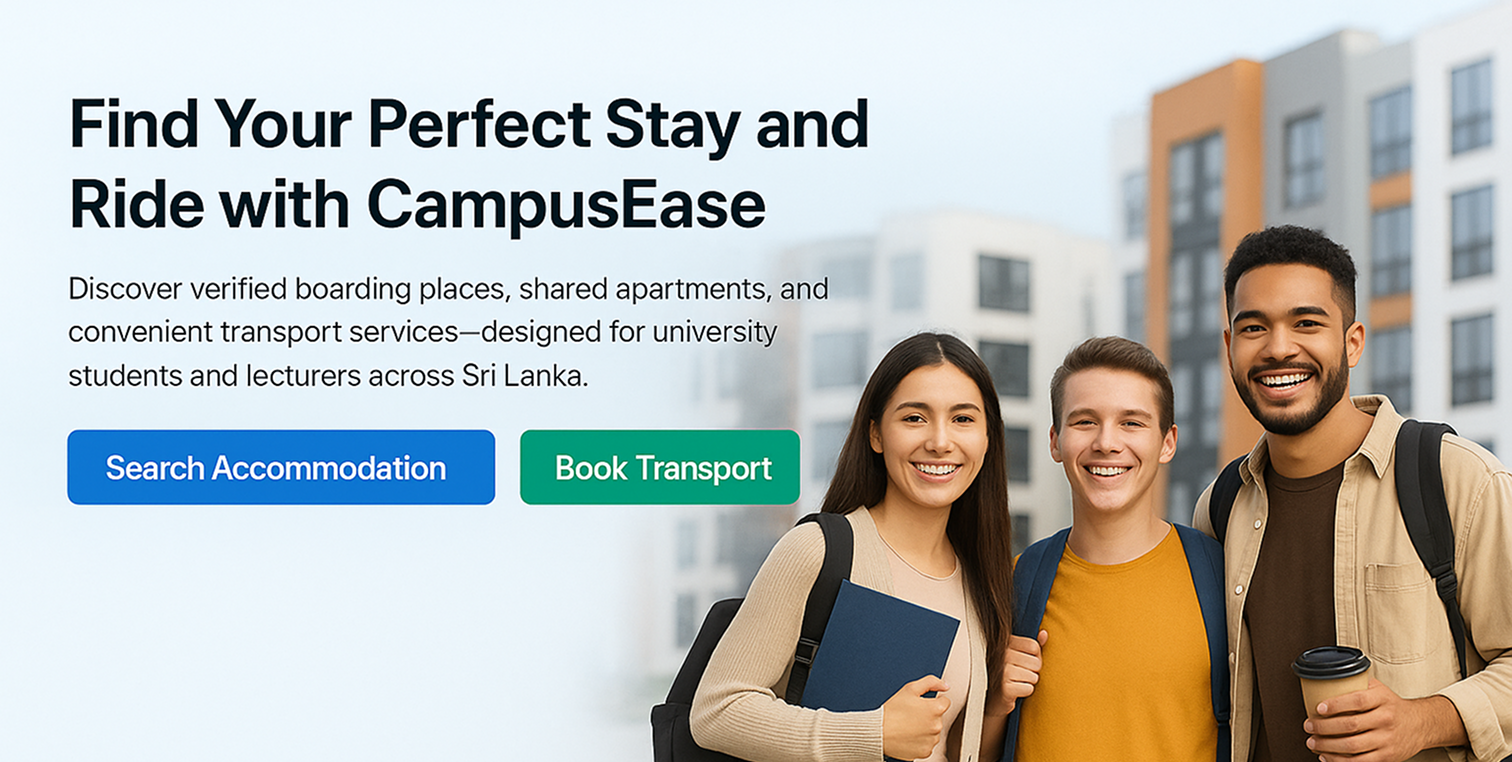 Find Your Perfect Stay and
Ride with CampusEase
Discover verified boarding places, shared apartments, and
convenient transport services—designed for university
students and lecturers across Sri Lanka.
Search Accommodation
Book Transport